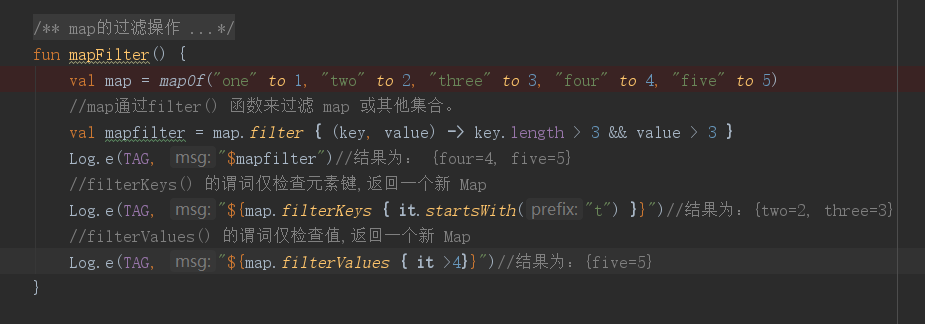 /** map的过滤操作 ...*/
fun mapFilter() {
val map = mapOf("one" to 1, "two" to 2, "three" to 3, "four" to 4, "five" to 5)
//map通过filter() 函数来过滤 map 或其他集合。
val mapfilter = map.filter { (key, value) -> key.length > 3 && value > 3 }
Log.e(TAG, msg: "$mapfilter")//结果为: {four=4, five=5}
//filterKeys() 的谓词仅检查元素键,返回一个新 Map
Log.e(TAG, msg: "${map.filterKeys { it.startsWith( prefix: "t") }}")//结果为:{two=2, three=3}
//filterValues() 的谓词仅检查值,返回一个新 Map
Log.e(TAG, msg: "${map.filterValues { it >4}}")//结果为:{five=5}
}